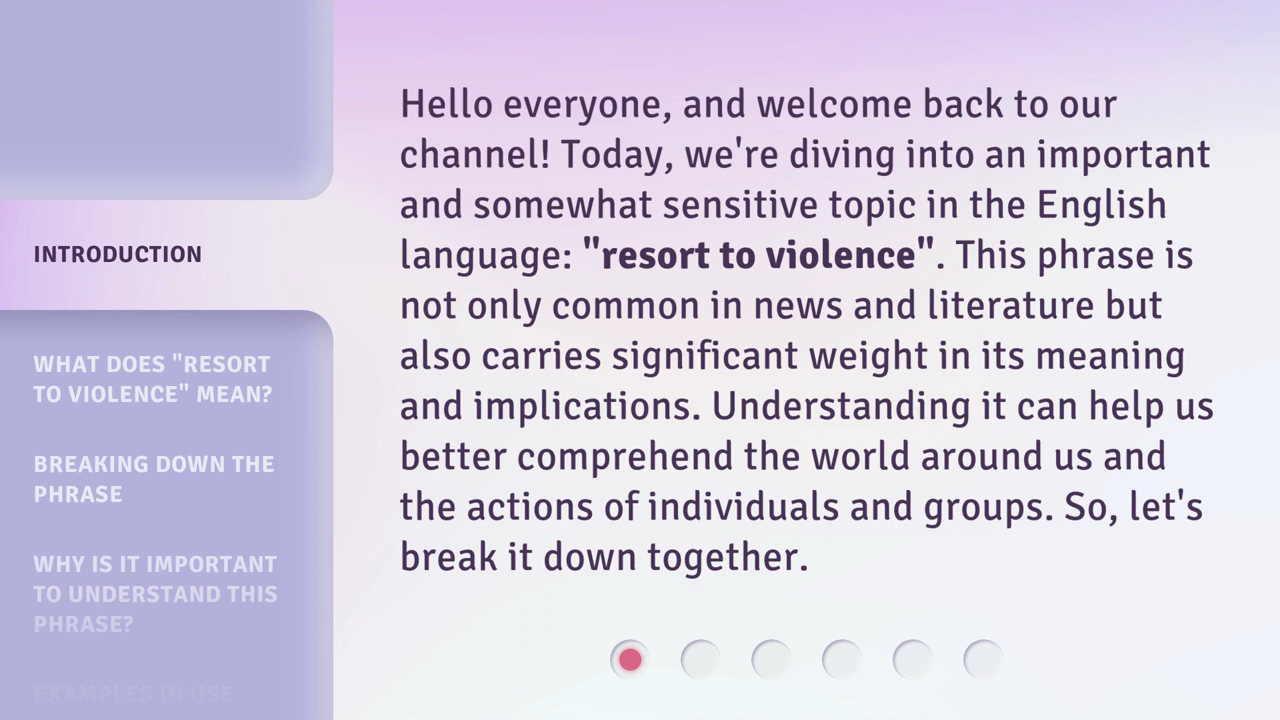 INTRODUCTION
WHAT DOES "RESORT
TO VIOLENCE" MEAN?
BREAKING DOWN THE
PHRASE
WHY IS IT IMPORTANT
TO UNDERSTAND THIS
PHRASE?
EXAMPLES IN USE
Hello everyone, and welcome back to our
channel! Today, we're diving into an important
and somewhat sensitive topic in the English
language: "resort to violence". This phrase is
not only common in news and literature but
also carries significant weight in its meaning
and implications. Understanding it can help us
better comprehend the world around us and
the actions of individuals and groups. So, let's
break it down together.